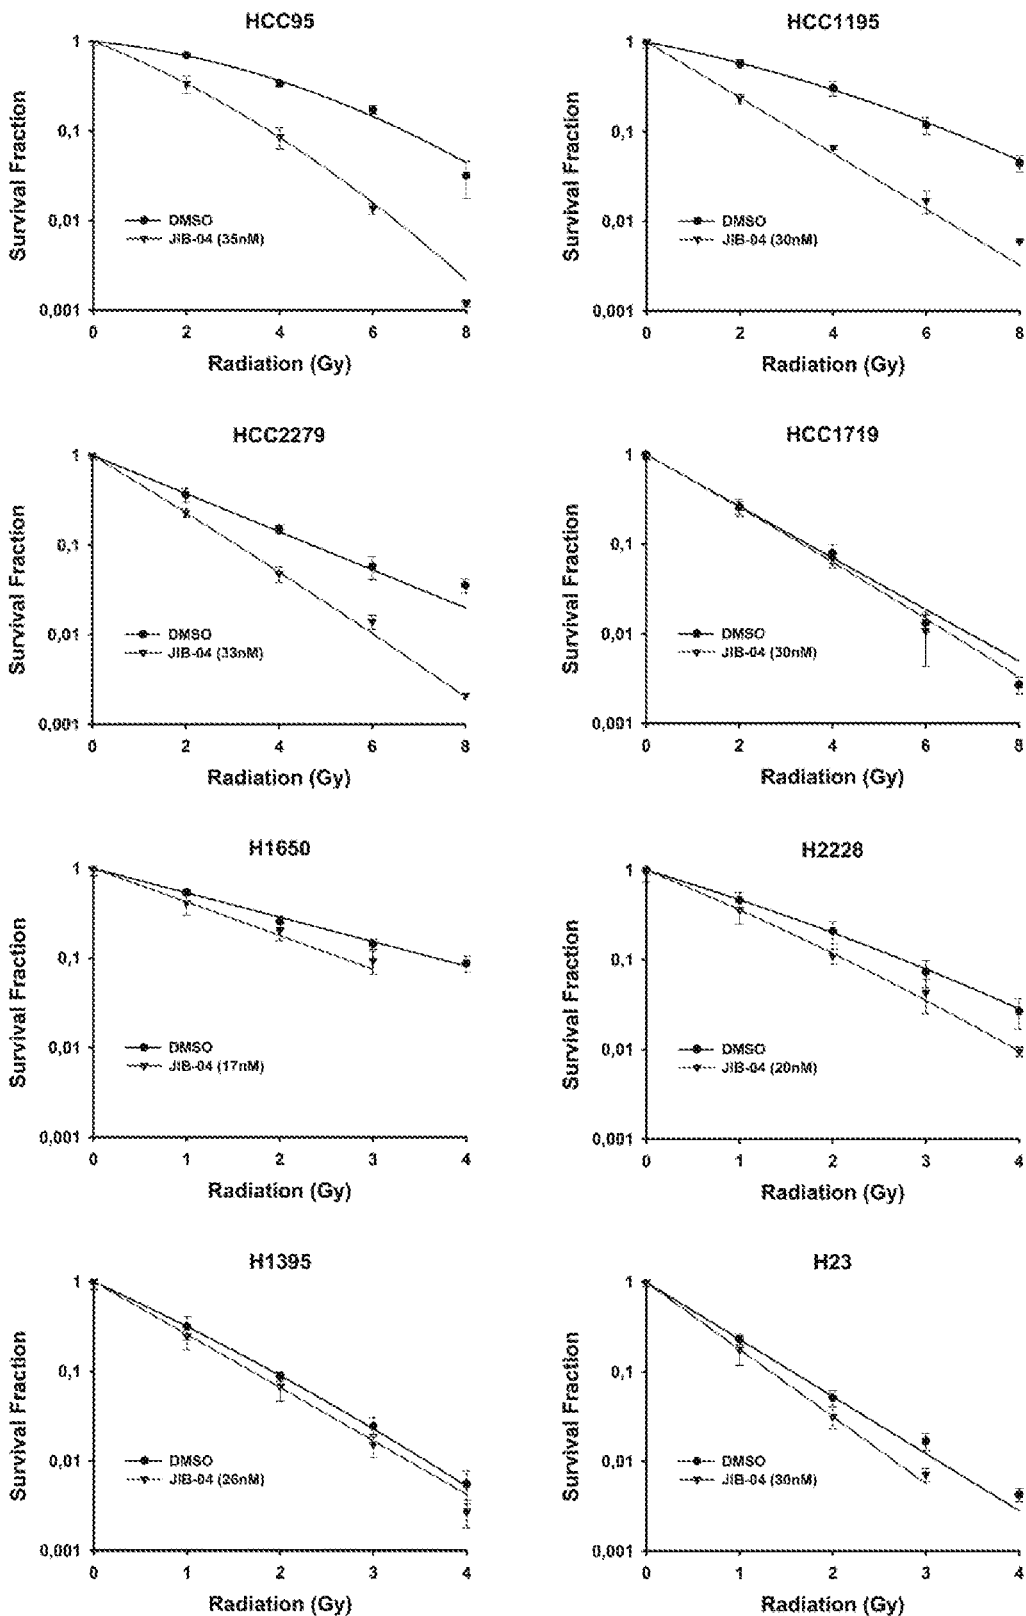 HCC95
1
0,1
0,01
0,001
Survival Fraction
DMSO
JIB-04 (35nM)
0 2 4 6 8
Radiation (Gy)
HCC1195
1
0,1
0,01
0,001
Survival Fraction
DMSO
JIB-04 (30nM)
0 2 4 6 8
Radiation (Gy)
HCC2279
1
0,1
0,01
0,001
Survival Fraction
DMSO
JIB-04 (33nM)
0 2 4 6 8
Radiation (Gy)
HCC1719
1
0,1
0,01
0,001
Survival Fraction
DMSO
JIB-04 (30nM)
0 2 4 6 8
Radiation (Gy)
H1650
1
0,1
0,01
0,001
Survival Fraction
DMSO
JIB-04 (17nM)
0 1 2 3 4
Radiation (Gy)
H2228
1
0,1
0,01
0,001
Survival Fraction
DMSO
JIB-04 (20nM)
0 1 2 3 4
Radiation (Gy)
H1395
1
0,1
0,01
0,001
Survival Fraction
DMSO
JIB-04 (26nM)
0 1 2 3 4
Radiation (Gy)
H23
1
0,1
0,01
0,001
Survival Fraction
DMSO
JIB-04 (30nM)
0 1 2 3 4
Radiation (Gy)